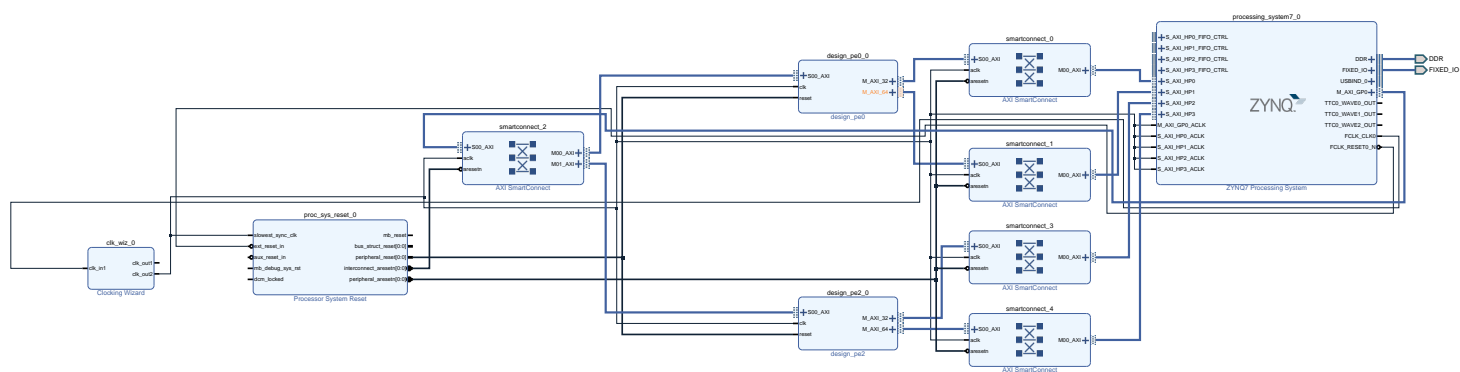 processing_system7_0
S_AXI_HP0_FIFO_CTRL
S_AXI_HP1_FIFO_CTRL
S_AXI_HP2_FIFO_CTRL
S_AXI_HP3_FIFO_CTRL
S_AXI_HP0
S_AXI_HP1
S_AXI_HP2
S_AXI_HP3
M_AXI_GP0_ACLK
S_AXI_HP0_ACLK
S_AXI_HP1_ACLK
S_AXI_HP2_ACLK
S_AXI_HP3_ACLK
ZYNQ
DDR
FIXED_IO
USBIND_0
M_AXI_GP0
TTC0_WAVE0_OUT
TTC0_WAVE1_OUT
TTC0_WAVE2_OUT
FCLK_CLK0
FCLK_RESET0_N
ZYNQ7 Processing System
DDR
FIXED_IO
smartconnect_0
S00_AXI
aclk
aresetn
M00_AXI
AXI SmartConnect
design_pe0_0
S00_AXI
clk
reset
M_AXI_32
M_AXI_64
design_pe0
smartconnect_2
S00_AXI
aclk
aresetn
M00_AXI
M01_AXI
AXI SmartConnect
smartconnect_1
S00_AXI
aclk
aresetn
M00_AXI
AXI SmartConnect
proc_sys_reset_0
slowest_sync_clk
ext_reset_in
aux_reset_in
mb_debug_sys_rst
dcm_locked
mb_reset
bus_struct_reset[0:0]
peripheral_reset[0:0]
interconnect_aresetn[0:0]
peripheral_aresetn[0:0]
Processor System Reset
clk_wiz_0
clk_in1
clk_out1
clk_out2
Clocking Wizard
smartconnect_3
S00_AXI
aclk
aresetn
M00_AXI
AXI SmartConnect
design_pe2_0
S00_AXI
clk
reset
M_AXI_32
M_AXI_64
design_pe2
smartconnect_4
S00_AXI
aclk
aresetn
M00_AXI
AXI SmartConnect